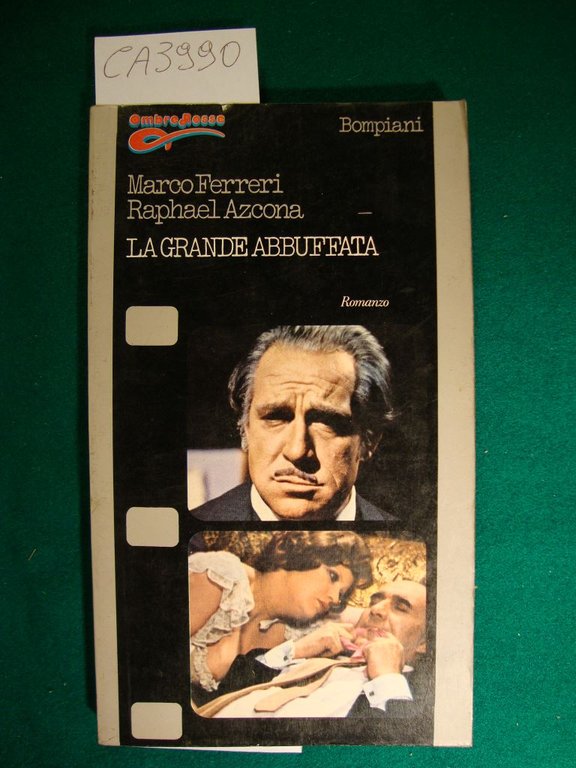 CA3990
OmbreRosse
Bompiani
Marco Ferreri
Raphael Azcona
LA GRANDE ABBUFFATA
Romanzo